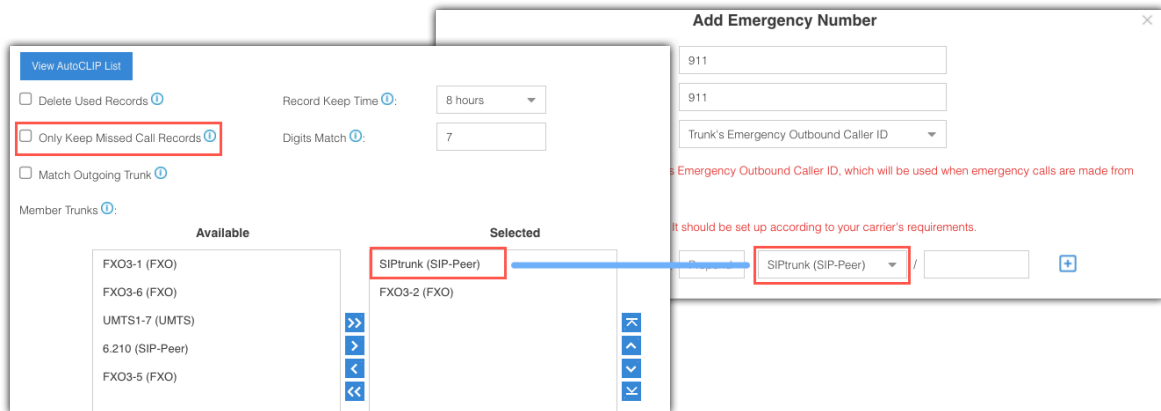 Add Emergency Number
911
911
Trunk's Emergency Outbound Caller ID
s Emergency Outbound Caller ID, which will be used when emergency calls are made from
It should be set up according to your carrier's requirements.
SIPtrunk (SIP-Peer)
/
View AutoCLIP List
Delete Used Records
Record Keep Time :
8 hours
Only Keep Missed Call Records
Digits Match :
7
Match Outgoing Trunk
Member Trunks :
Available
FXO3-1 (FXO)
FXO3-6 (FXO)
UMTS1-7 (UMTS)
6.210 (SIP-Peer)
FXO3-5 (FXO)
Selected
SIPtrunk (SIP-Peer)
FXO3-2 (FXO)